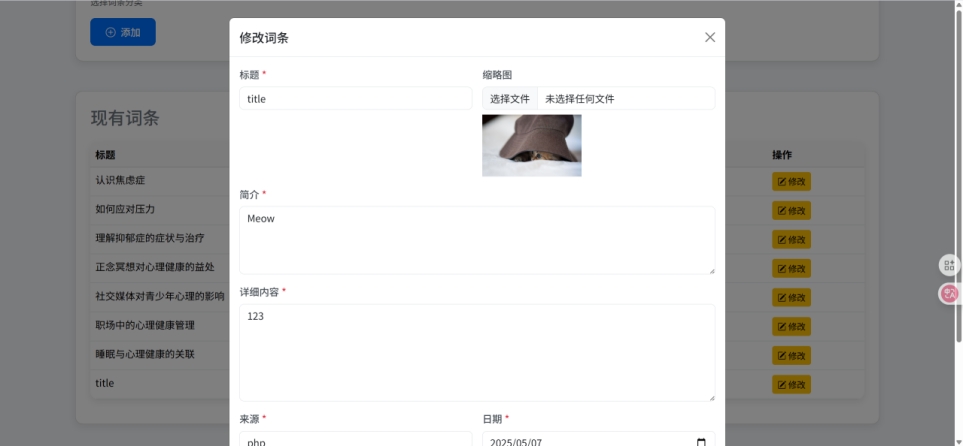 选择词条分类
添加
修改词条
标题 *
缩略图
title
选择文件 未选择任何文件
现有词条
标题
操作
认识焦虑症
修改
简介 *
如何应对压力
修改
Meow
理解抑郁症的症状与治疗
修改
正念冥想对心理健康的益处
修改
详细内容 *
社交媒体对青少年心理的影响
修改
123
职场中的心理健康管理
修改
睡眠与心理健康的关联
修改
title
修改
来源 *
日期 *
php
2025/05/07